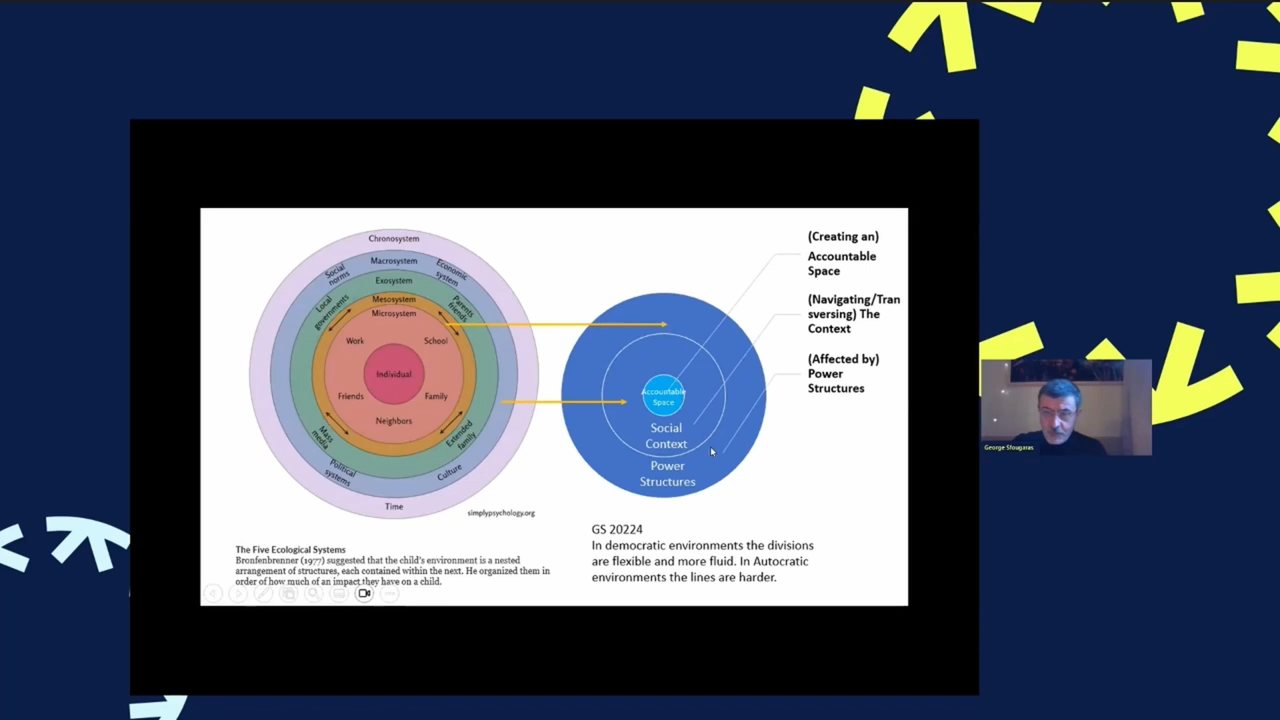 Chronosystem
Macrosystem
Social norms
Economic system
Exosystem
Local governments
Parents friends
Mesosystem
Microsystem
Work
School
Individual
Friends
Family
Neighbors
Mass media
Extended family
Political systems
Culture
Time
simplypsychology.org
The Five Ecological Systems
Bronfenbrenner (1977) suggested that the child's environment is a nested
arrangement of structures, each contained within the next. He organized them in
order of how much of an impact they have on a child.
Accountable
Space
Social
Context
Power
Structures
(Creating an)
Accountable
Space
(Navigating/Tran
sversing) The
Context
(Affected by)
Power
Structures
GS 20224
In democratic environments the divisions
are flexible and more fluid. In Autocratic
environments the lines are harder.
George Sfougaras